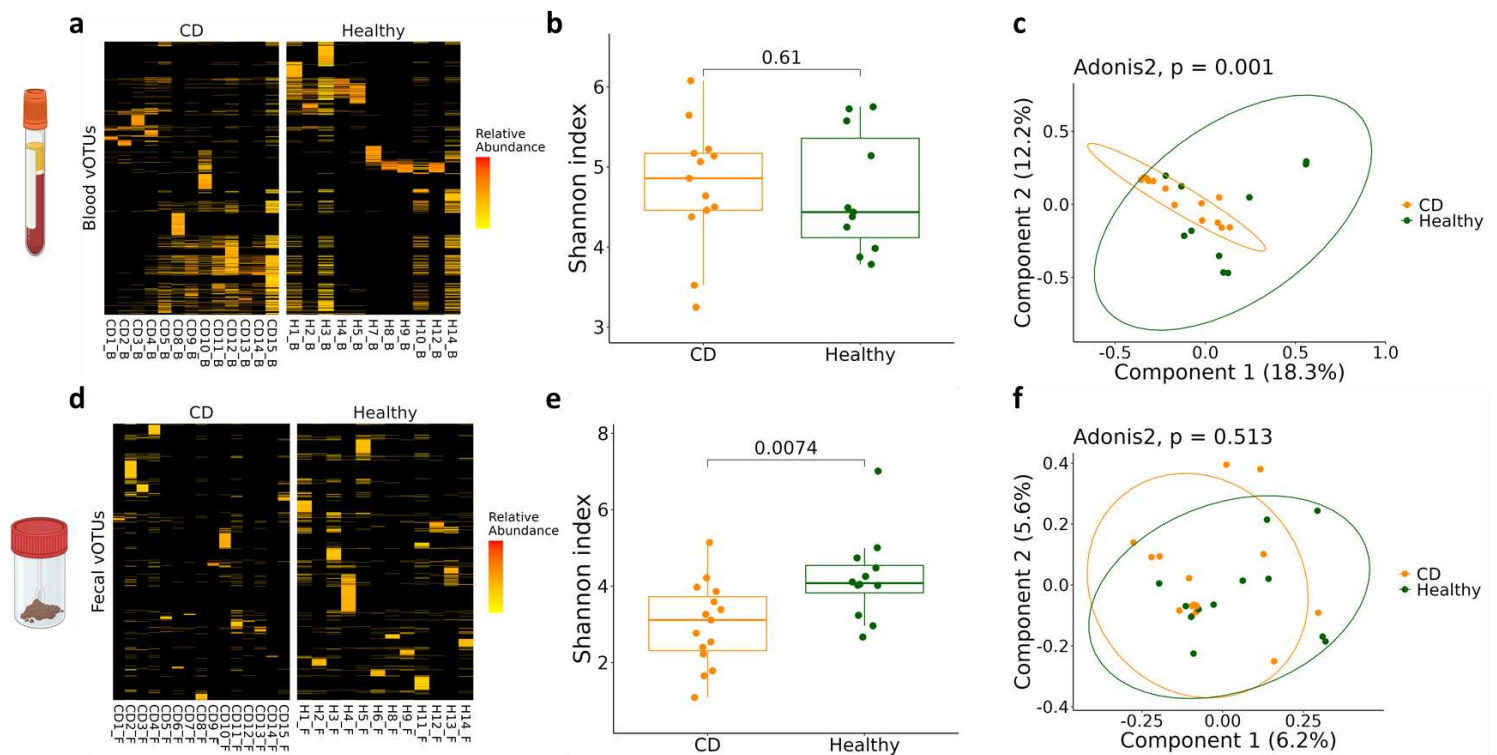 a
CD
Healthy
Blood vOTUs
Relative
Abundance
CD1_B
CD2_B
CD3_B
CD4_B
CD5_B
CD8_B
CD9_B
CD10_B
CD11_B
CD12_B
CD13_B
CD14_B
CD15_B
H1_B
H2_B
H3_B
H4_B
H5_B
H7_B
H8_B
H9_B
H10_B
H12_B
H14_B
b
0.61
Shannon index
6
5
4
3
CD
Healthy
c
Adonis2, p = 0.001
Component 2 (12.2%)
0.5
0.0
-0.5
-0.5
0.0
0.5
1.0
Component 1 (18.3%)
CD
Healthy
d
CD
Healthy
Fecal vOTUs
Relative
Abundance
CD1_F
CD2_F
CD3_F
CD4_F
CD5_F
CD6_F
CD7_F
CD8_F
CD9_F
CD10_F
CD11_F
CD12_F
CD13_F
CD14_F
CD15_F
H1_F
H2_F
H3_F
H4_F
H5_F
H6_F
H8_F
H9_F
H11_F
H12_F
H13_F
H14_F
e
0.0074
Shannon index
8
6
4
2
CD
Healthy
f
Adonis2, p = 0.513
Component 2 (5.6%)
0.4
0.2
0.0
-0.2
-0.4
-0.25
0.00
0.25
Component 1 (6.2%)
CD
Healthy